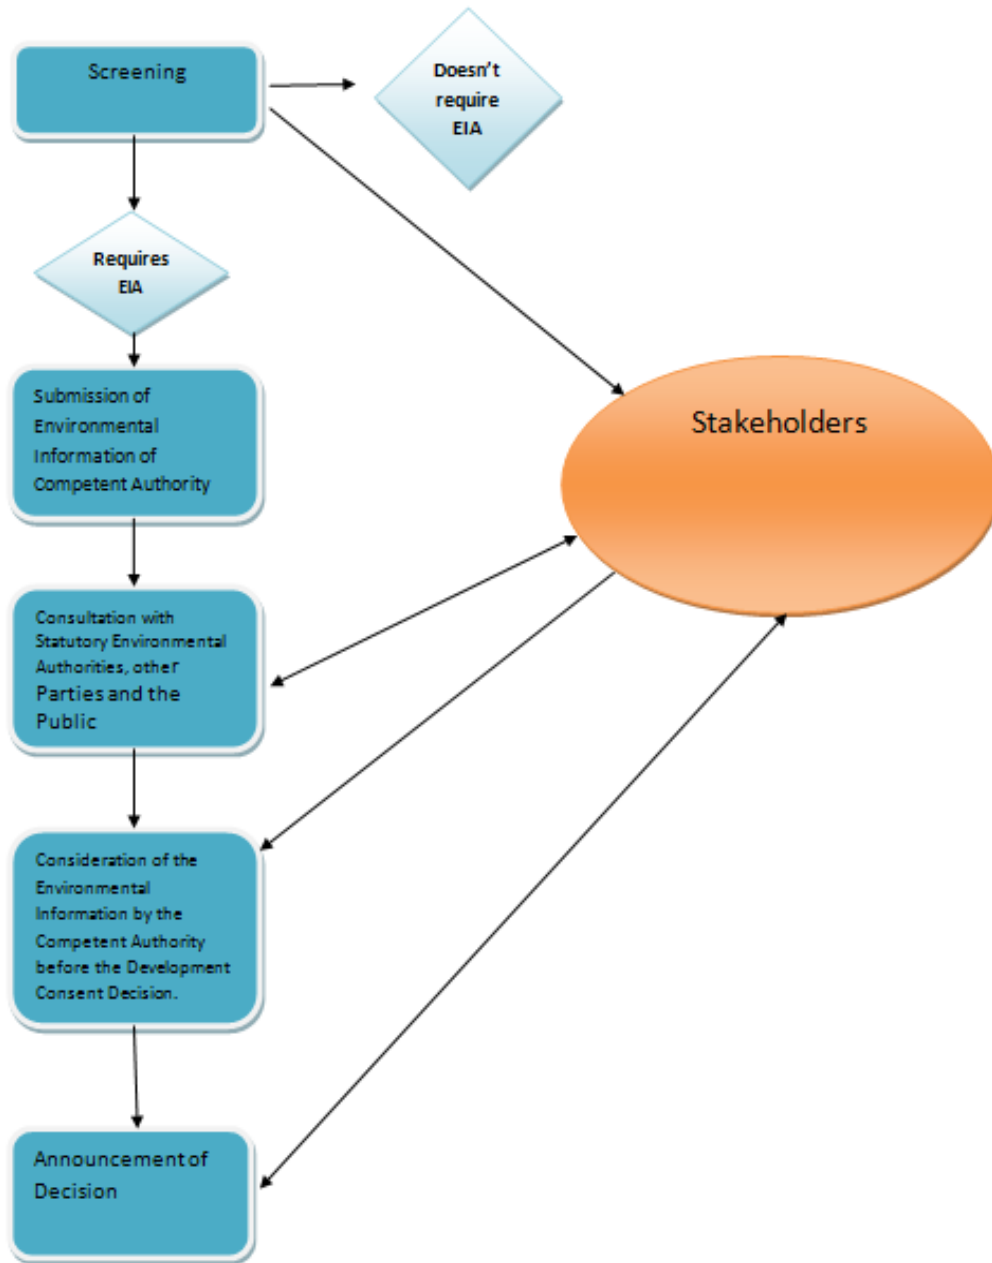 Screening
Doesn't
require
EIA
Requires
EIA
Submission of
Environmental
Information of
Competent Authority
Stakeholders
Consultation with
Statutory Environmental
Authorities, other
Parties and the
Public
Consideration of the
Environmental
Information by the
Competent Authority
before the Development
Consent Decision.
Announcement of
Decision